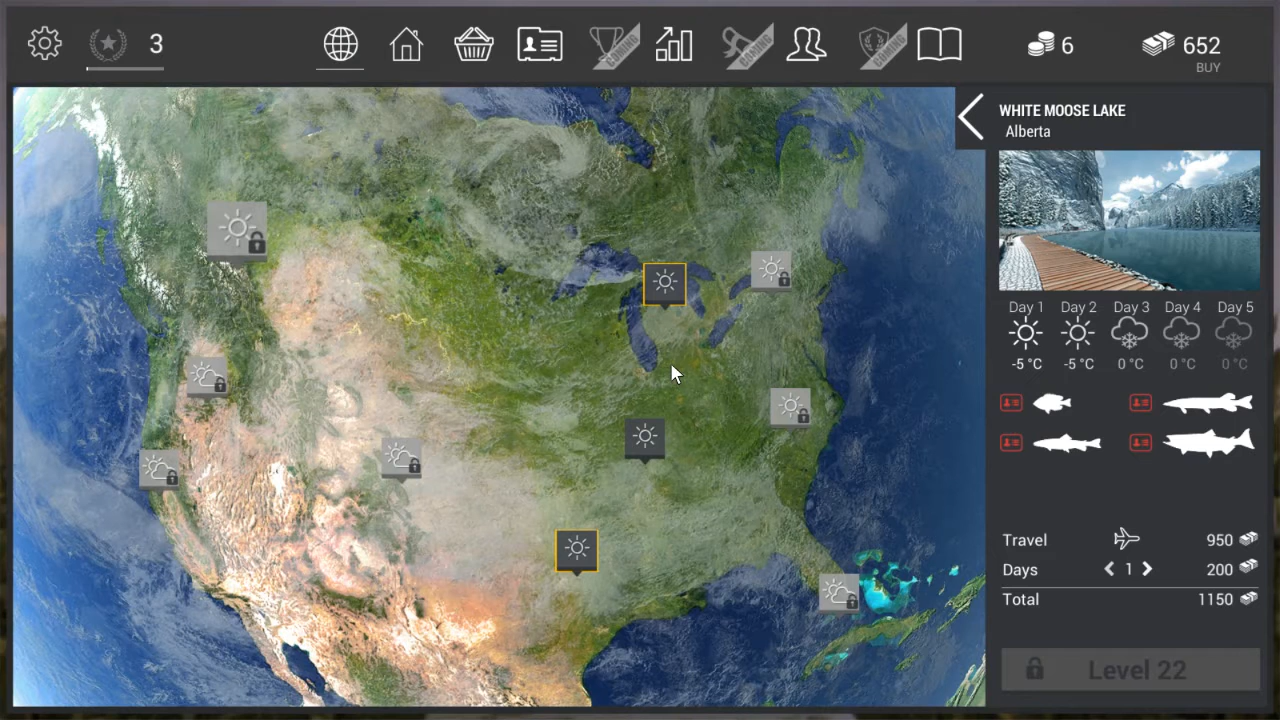 3
COMING
COMING
COMING
6
652
BUY
WHITE MOOSE LAKE
Alberta
Day 1 Day 2 Day 3 Day 4 Day 5
-5 °C -5 °C 0 °C 0 °C 0 °C
Travel 950
Days 1 200
Total 1150
Level 22